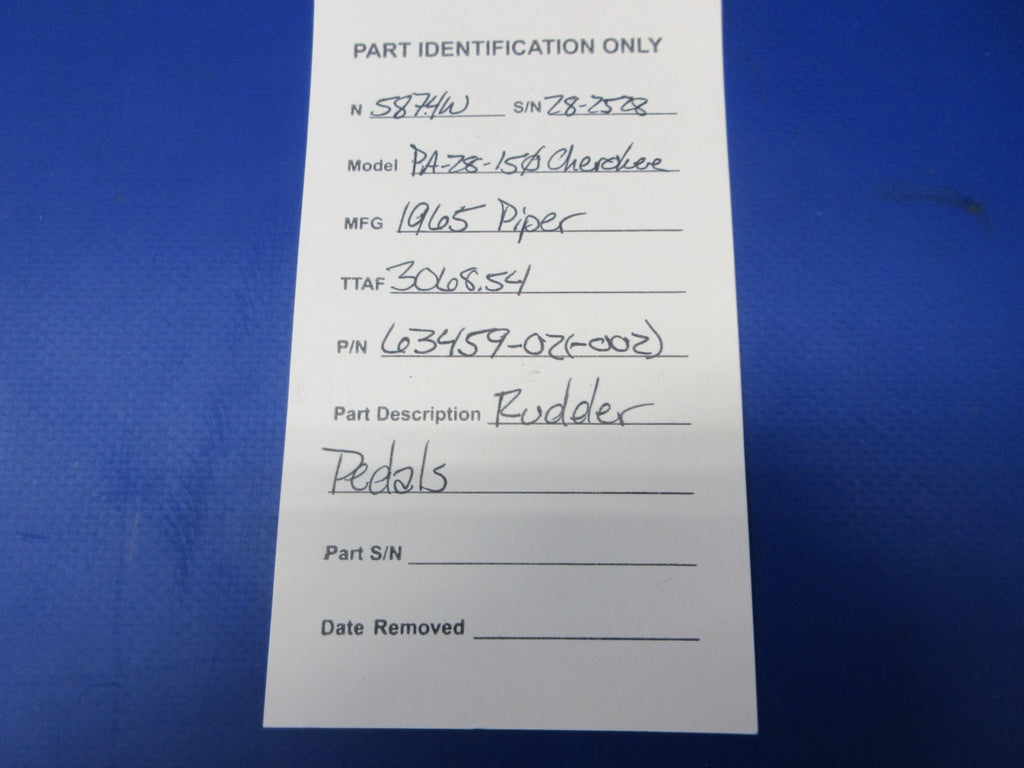 PART IDENTIFICATION ONLY
N 5874W S/N 28-2528
Model PA-28-150 Cherokee
MFG 1965 Piper
TTAF 3068.54
P/N 63459-02(-002)
Part Description Rudder
Pedals
Part S/N
Date Removed